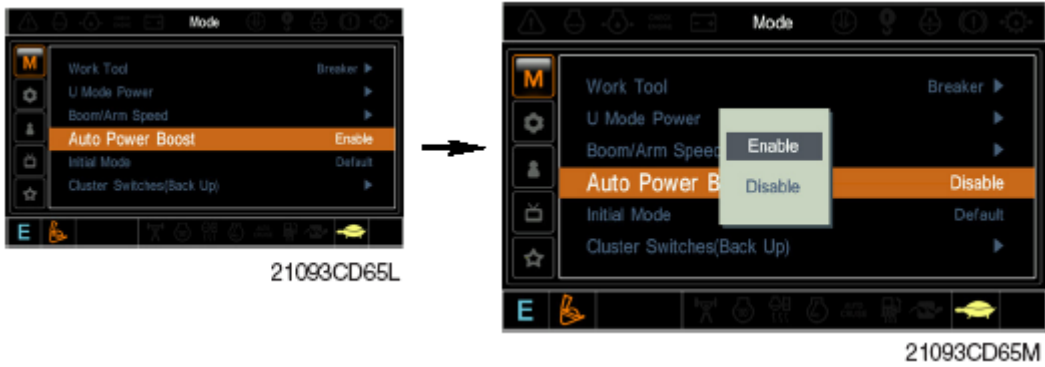 Mode
M
Work Tool Breaker
U Mode Power
Boom/Arm Speed
Auto Power Boost Enable
Initial Mode Default
Cluster Switches(Back Up)
E
21093CD65L
CHECK
Mode
M
Work Tool Breaker
U Mode Power
Boom/Arm Speed
Enable
Auto Power B Disable
Disable
Initial Mode Default
Cluster Switches(Back Up)
E
AUTO
21093CD65M